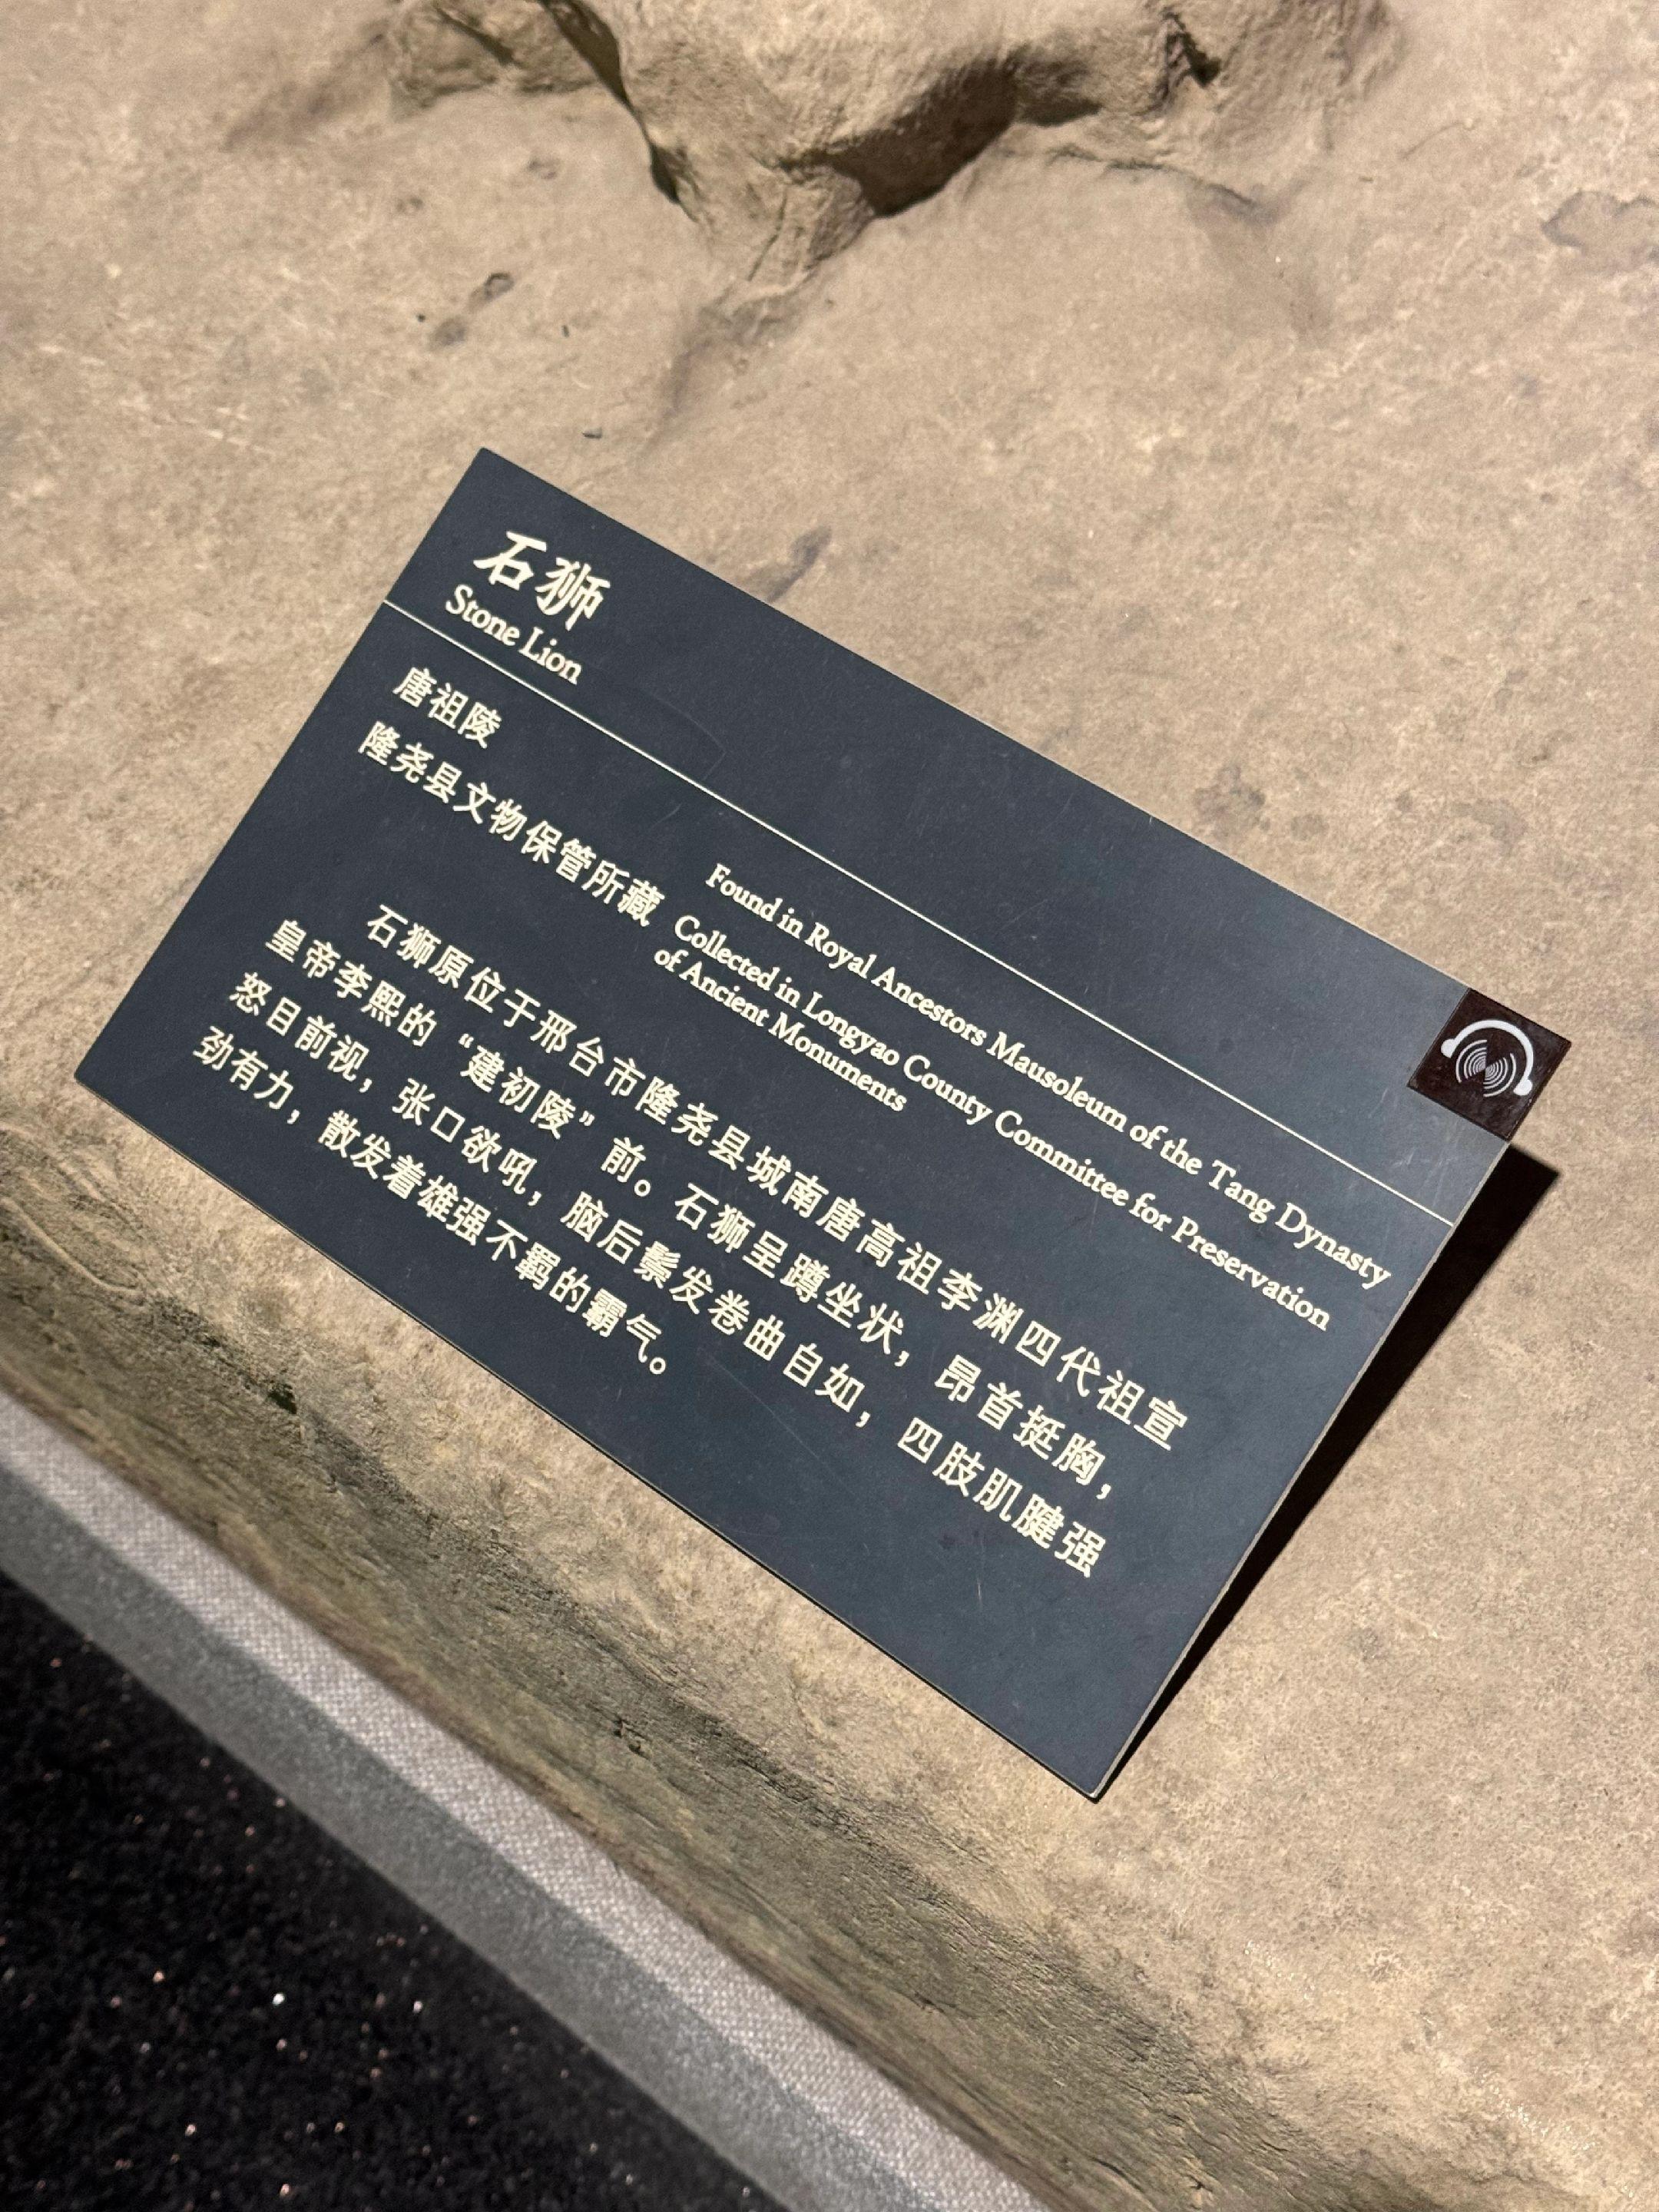 石狮
Stone Lion
唐祖陵
Found in Royal Ancestors Mausoleum of the Tang Dynasty
隆尧县文物保管所藏
Collected in Longyao County Committee for Preservation
of Ancient Monuments
石狮原位于邢台市隆尧县城南唐高祖李渊四代祖宣
皇帝李熙的“建初陵”前。石狮呈蹲坐状，昂首挺胸，
怒目前视，张口欲吼，脑后鬃发卷曲自如，四肢肌腱强
劲有力，散发着雄强不羁的霸气。